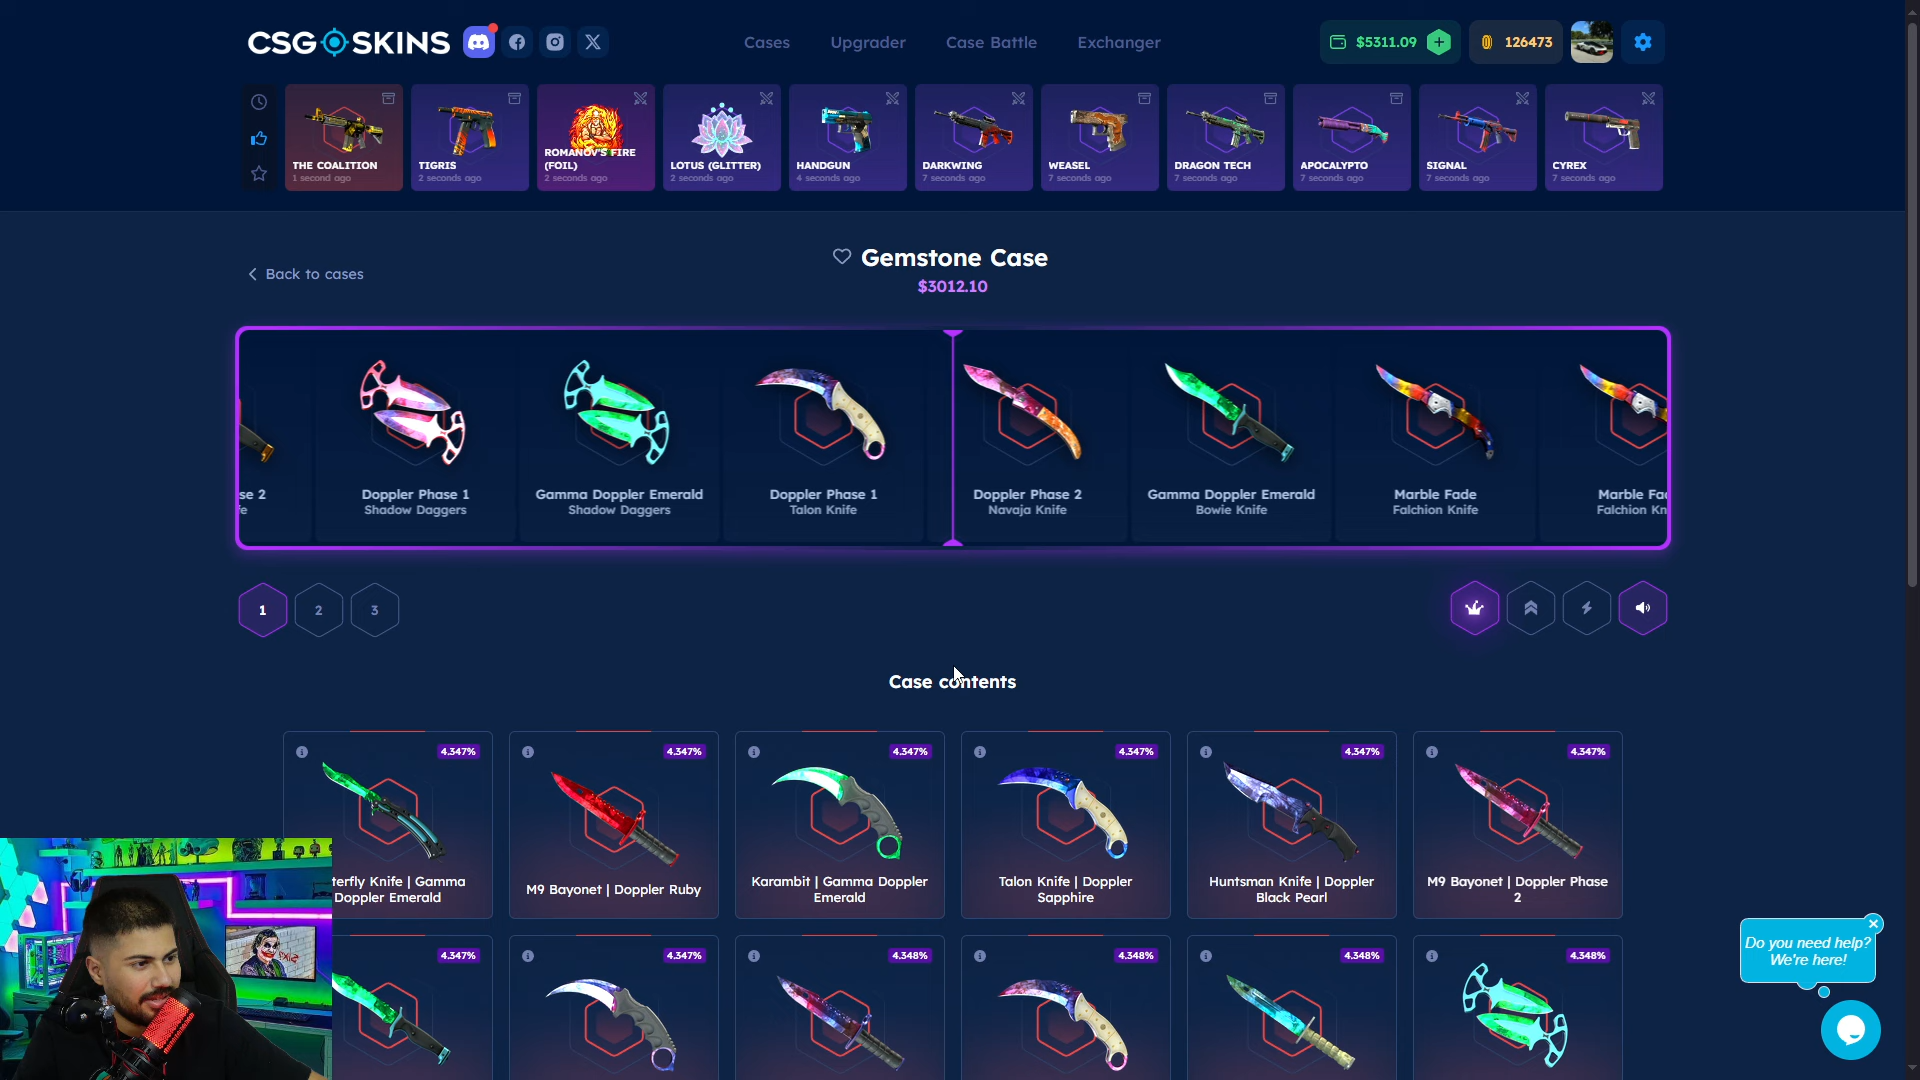 CSG SKINS
Cases
Upgrader
Case Battle
Exchanger
$5311.09
126473
THE COALITION
1 second ago
TIGRIS
2 seconds ago
ROMANOV'S FIRE
(FOIL)
2 seconds ago
LOTUS (GLITTER)
2 seconds ago
HANDGUN
4 seconds ago
DARKWING
7 seconds ago
WEASEL
7 seconds ago
DRAGON TECH
7 seconds ago
APOCALYPTO
7 seconds ago
SIGNAL
7 seconds ago
CYREX
7 seconds ago
Back to cases
Gemstone Case
$3012.10
se 2
Doppler Phase 1
Shadow Daggers
Gamma Doppler Emerald
Shadow Daggers
Doppler Phase 1
Talon Knife
Doppler Phase 2
Navaja Knife
Gamma Doppler Emerald
Bowie Knife
Marble Fade
Falchion Knife
Marble Fa
Falchion Kn
1
2
3
Case contents
4.347%
terfly Knife | Gamma
Doppler Emerald
4.347%
M9 Bayonet | Doppler Ruby
4.347%
Karambit | Gamma Doppler
Emerald
4.347%
Talon Knife | Doppler
Sapphire
4.347%
Huntsman Knife | Doppler
Black Pearl
4.347%
M9 Bayonet | Doppler Phase
2
4.347%
4.347%
4.348%
4.348%
4.348%
4.348%
Do you need help?
We're here!